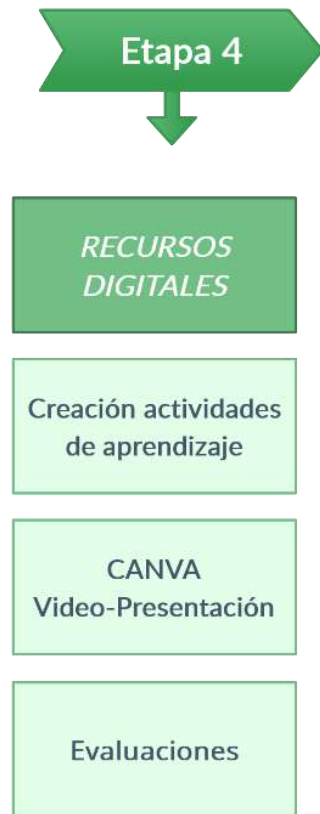 Etapa 4
RECURSOS
DIGITALES
Creación actividades
de aprendizaje
CANVA
Video-Presentación
Evaluaciones